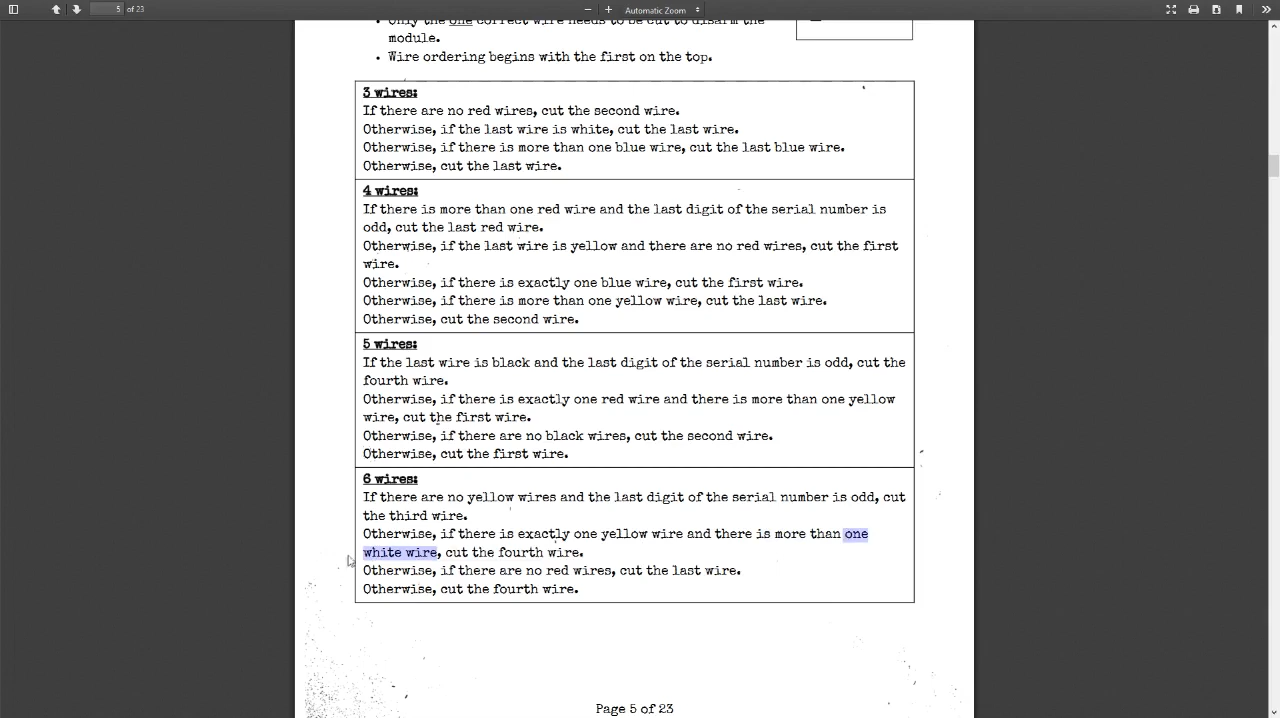 5 of 23
Automatic Zoom
• Only the one correct wire needs to be cut to disarm the
module.
• Wire ordering begins with the first on the top.
3 wires:
If there are no red wires, cut the second wire.
Otherwise, if the last wire is white, cut the last wire.
Otherwise, if there is more than one blue wire, cut the last blue wire.
Otherwise, cut the last wire.
4 wires:
If there is more than one red wire and the last digit of the serial number is
odd, cut the last red wire.
Otherwise, if the last wire is yellow and there are no red wires, cut the first
wire.
Otherwise, if there is exactly one blue wire, cut the first wire.
Otherwise, if there is more than one yellow wire, cut the last wire.
Otherwise, cut the second wire.
5 wires:
If the last wire is black and the last digit of the serial number is odd, cut the
fourth wire.
Otherwise, if there is exactly one red wire and there is more than one yellow
wire, cut the first wire.
Otherwise, if there are no black wires, cut the second wire.
Otherwise, cut the first wire.
6 wires:
If there are no yellow wires and the last digit of the serial number is odd, cut
the third wire.
Otherwise, if there is exactly one yellow wire and there is more than one
white wire, cut the fourth wire.
Otherwise, if there are no red wires, cut the last wire.
Otherwise, cut the fourth wire.
Page 5 of 23